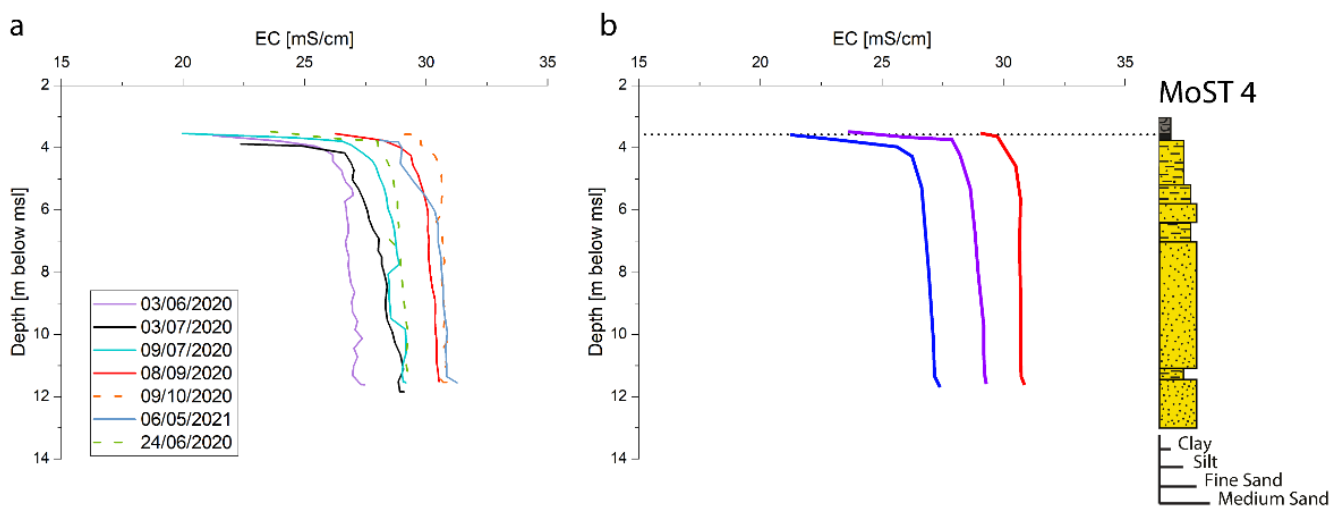 a
EC [mS/cm]
15 20 25 30 35
Depth [m below msl]
2
4
6
8
10
12
14
03/06/2020
03/07/2020
09/07/2020
08/09/2020
09/10/2020
06/05/2021
24/06/2020
b
EC [mS/cm]
15 20 25 30 35
Depth [m below msl]
2
4
6
8
10
12
14
MoST 4
Clay
Silt
Fine Sand
Medium Sand